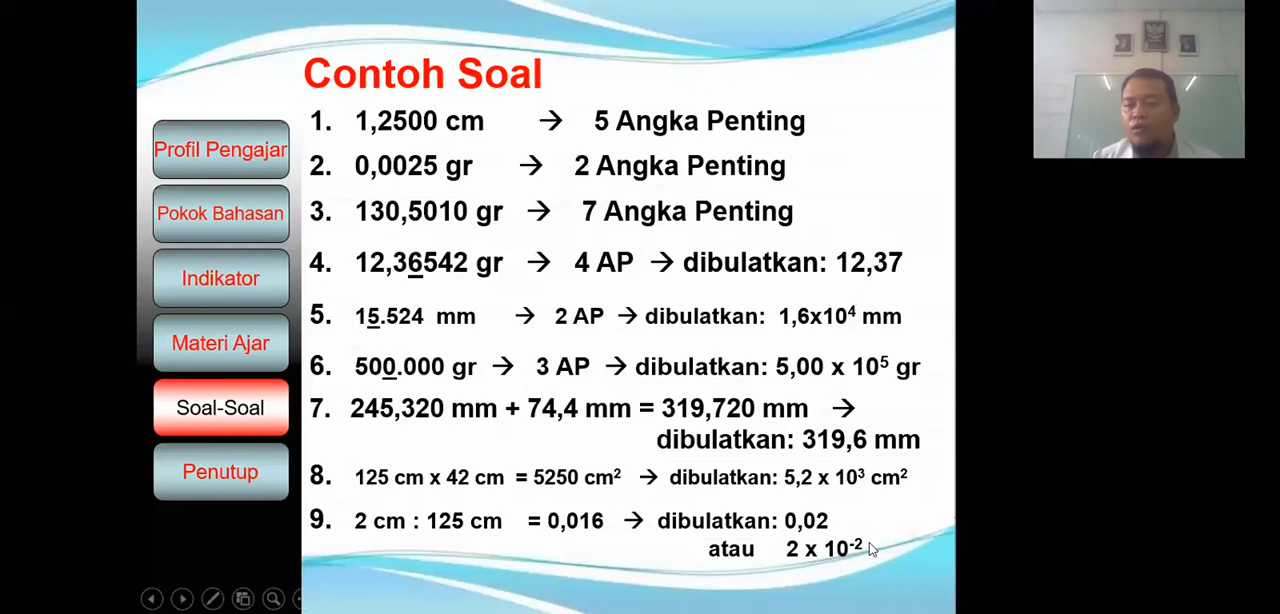 Contoh Soal
Profil Pengajar
Pokok Bahasan
Indikator
Materi Ajar
Soal-Soal
Penutup
1. 1,2500 cm → 5 Angka Penting
2. 0,0025 gr → 2 Angka Penting
3. 130,5010 gr → 7 Angka Penting
4. 12,36542 gr → 4 AP → dibulatkan: 12,37
5. 15.524 mm → 2 AP → dibulatkan: 1,6x10⁴ mm
6. 500.000 gr → 3 AP → dibulatkan: 5,00 x 10⁵ gr
7. 245,320 mm + 74,4 mm = 319,720 mm →
dibulatkan: 319,6 mm
8. 125 cm x 42 cm = 5250 cm² → dibulatkan: 5,2 x 10³ cm²
9. 2 cm : 125 cm = 0,016 → dibulatkan: 0,02
atau 2 x 10⁻²